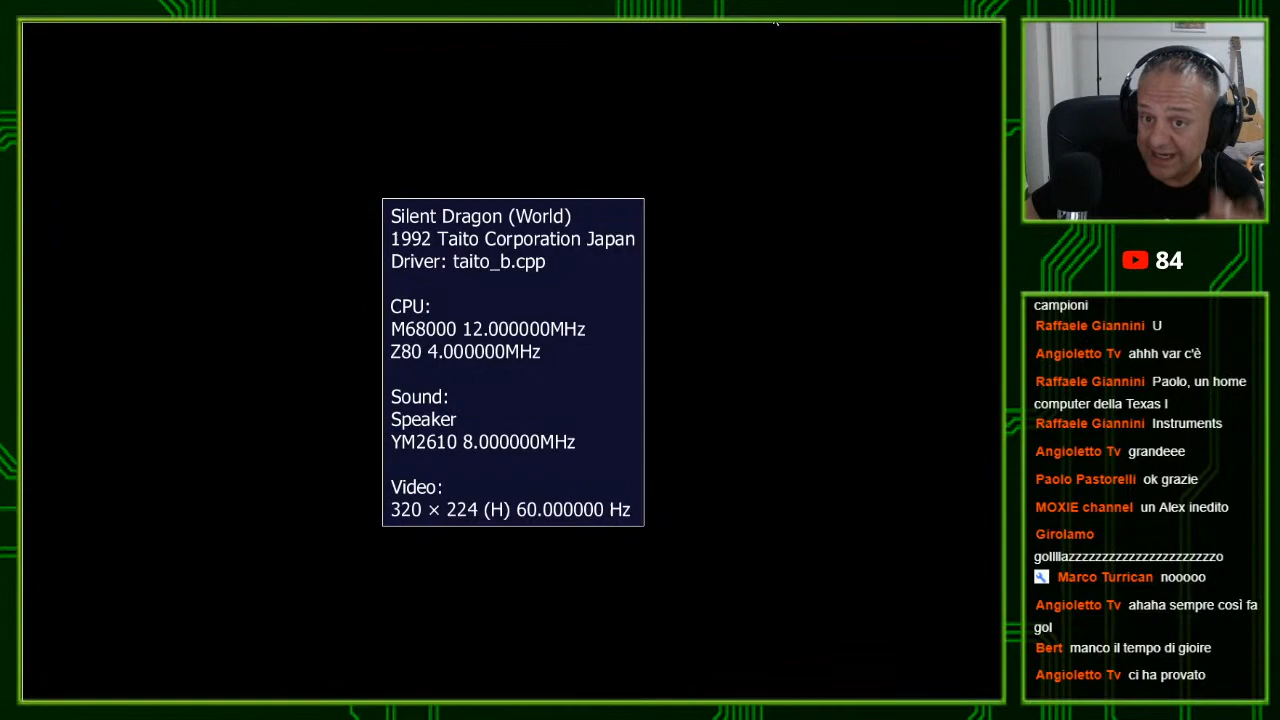 Silent Dragon (World)
1992 Taito Corporation Japan
Driver: taito_b.cpp
CPU:
M68000 12.000000MHz
Z80 4.000000MHz
Sound:
Speaker
YM2610 8.000000MHz
Video:
320 × 224 (H) 60.000000 Hz
84
campioni
Raffaele Giannini U
Angioletto Tv ahhh var c'è
Raffaele Giannini Paolo, un home
computer della Texas I
Raffaele Giannini Instruments
Angioletto Tv grandeee
Paolo Pastorelli ok grazie
MOXIE channel un Alex inedito
Girolamo
gollllazzzzzzzzzzzzzzzzzzzzzzo
Marco Turrican nooooo
Angioletto Tv ahaha sempre così fa
gol
Bert manco il tempo di gioire
Angioletto Tv ci ha provato